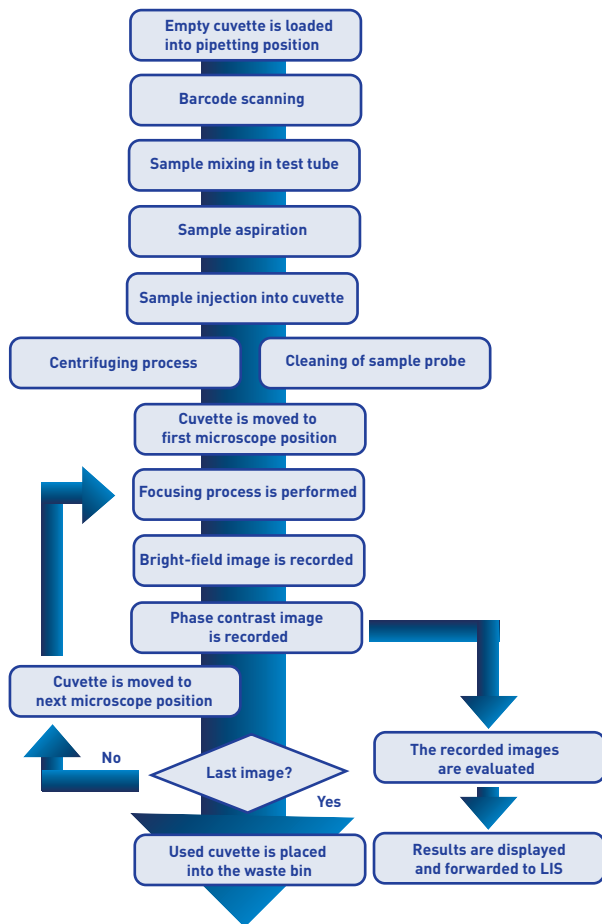 Empty cuvette is loaded
into pipetting position
Barcode scanning
Sample mixing in test tube
Sample aspiration
Sample injection into cuvette
Centrifuging process
Cleaning of sample probe
Cuvette is moved to
first microscope position
Focusing process is performed
Bright-field image is recorded
Phase contrast image
is recorded
Cuvette is moved to
next microscope position
No
Last image?
Yes
The recorded images
are evaluated
Used cuvette is placed
into the waste bin
Results are displayed
and forwarded to LIS